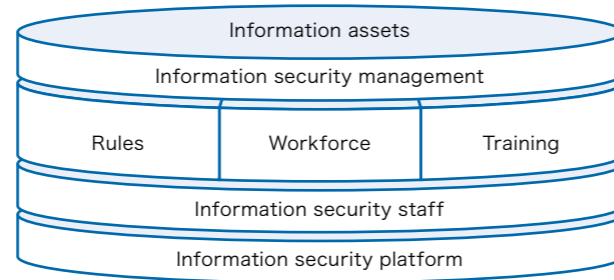 Information assets
Information security management
Rules Workforce Training
Information security staff
Information security platform